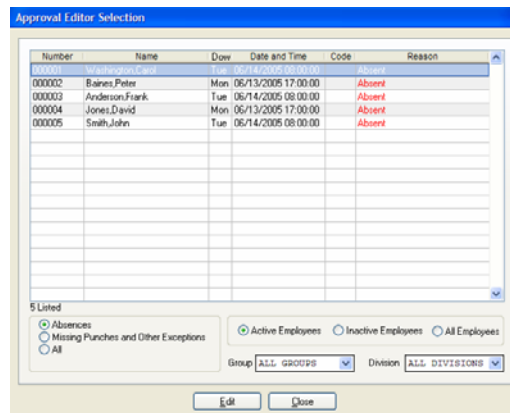 Approval Editor Selection
Number Name Dow Date and Time Code Reason
000001 Washington,Carol Tue 06/14/2005 08:00:00 Absent
000002 Baines,Peter Mon 06/13/2005 17:00:00 Absent
000003 Anderson,Frank Tue 06/14/2005 08:00:00 Absent
000004 Jones,David Mon 06/13/2005 17:00:00 Absent
000005 Smith,John Tue 06/14/2005 08:00:00 Absent
5 Listed
Absences
Missing Punches and Other Exceptions
All
Active Employees Inactive Employees All Employees
Group ALL GROUPS Division ALL DIVISIONS
Edit Close